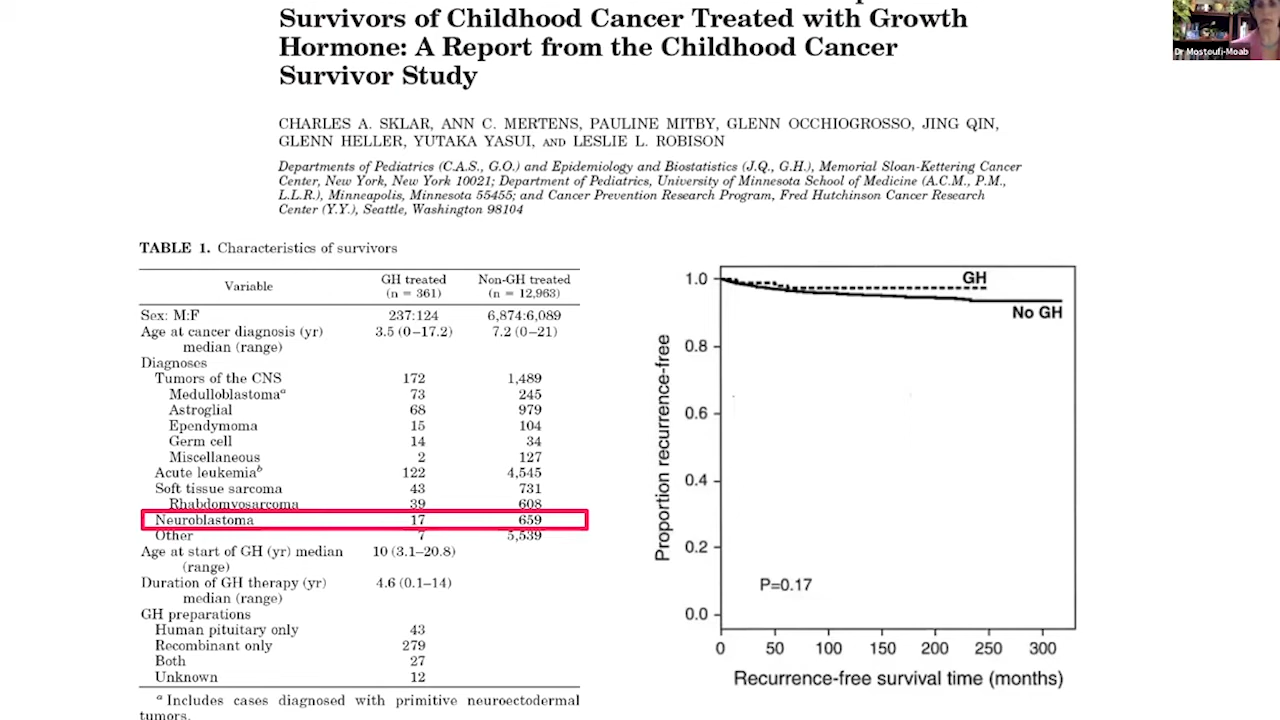 Survivors of Childhood Cancer Treated with Growth
Hormone: A Report from the Childhood Cancer
Survivor Study
Dr Mostoufi-Moab
CHARLES A. SKLAR, ANN C. MERTENS, PAULINE MITBY, GLENN OCCHIOGROSSO, JING QIN,
GLENN HELLER, YUTAKA YASUI, AND LESLIE L. ROBISON
Departments of Pediatrics (C.A.S., G.O.) and Epidemiology and Biostatistics (J.Q., G.H.), Memorial Sloan-Kettering Cancer
Center, New York, New York 10021; Department of Pediatrics, University of Minnesota School of Medicine (A.C.M., P.M.,
L.L.R.), Minneapolis, Minnesota 55455; and Cancer Prevention Research Program, Fred Hutchinson Cancer Research
Center (Y.Y.), Seattle, Washington 98104
TABLE 1. Characteristics of survivors
Variable GH treated (n = 361) Non-GH treated (n = 12,963)
Sex: M:F 237:124 6,874:6,089
Age at cancer diagnosis (yr) 3.5 (0–17.2) 7.2 (0–21)
median (range)
Diagnoses
Tumors of the CNS 172 1,489
Medulloblastomaa 73 245
Astroglial 68 979
Ependymoma 15 104
Germ cell 14 34
Miscellaneous 2 127
Acute leukemiab 122 4,545
Soft tissue sarcoma 43 731
Rhabdomyosarcoma 39 608
Neuroblastoma 17 659
Other 7 5,539
Age at start of GH (yr) median 10 (3.1–20.8)
(range)
Duration of GH therapy (yr) 4.6 (0.1–14)
median (range)
GH preparations
Human pituitary only 43
Recombinant only 279
Both 27
Unknown 12
a Includes cases diagnosed with primitive neuroectodermal
tumors.
Proportion recurrence-free
1.0
0.8
0.6
0.4
0.2
0.0
GH
No GH
P=0.17
0 50 100 150 200 250 300
Recurrence-free survival time (months)